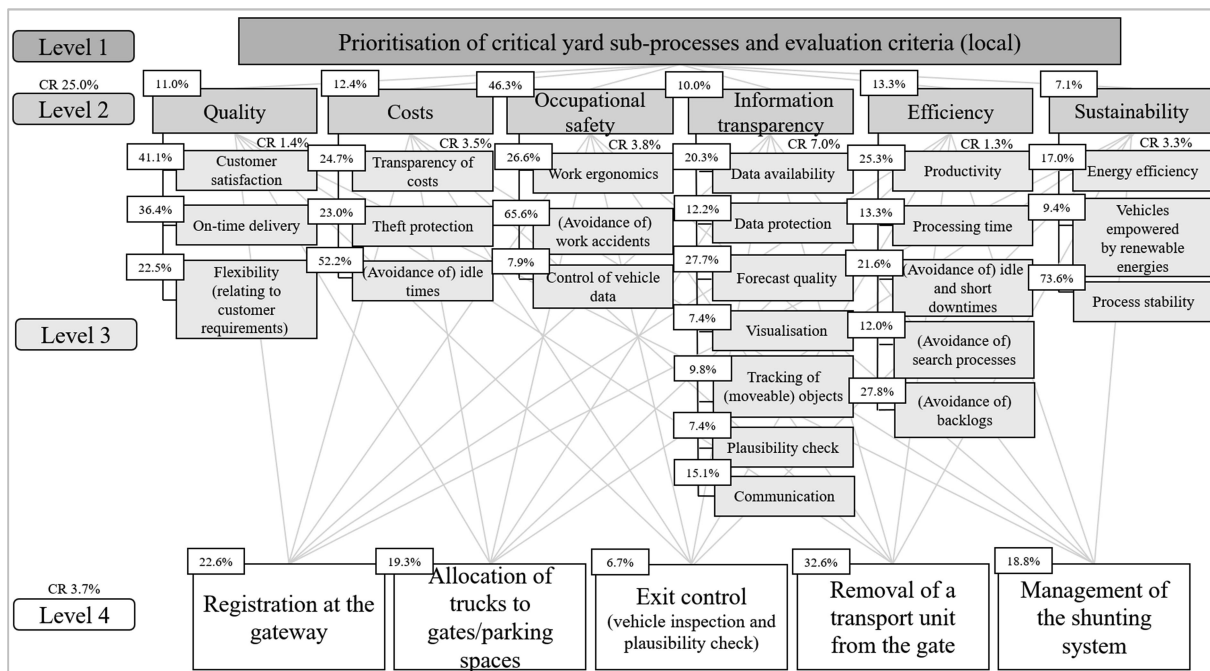 Level 1
Prioritisation of critical yard sub-processes and evaluation criteria (local)
CR 25.0%
Level 2
11.0%
Quality
12.4%
Costs
46.3%
Occupational
safety
10.0%
Information
transparency
13.3%
Efficiency
7.1%
Sustainability
Level 3
CR 1.4%
41.1%
Customer
satisfaction
36.4%
On-time delivery
22.5%
Flexibility
(relating to
customer
requirements)
CR 3.5%
24.7%
Transparency of
costs
23.0%
Theft protection
52.2%
(Avoidance of) idle
times
CR 3.8%
26.6%
Work ergonomics
65.6%
(Avoidance of)
work accidents
7.9%
Control of vehicle
data
CR 7.0%
20.3%
Data availability
12.2%
Data protection
27.7%
Forecast quality
7.4%
Visualisation
9.8%
Tracking of
(moveable) objects
7.4%
Plausibility check
15.1%
Communication
CR 1.3%
25.3%
Productivity
13.3%
Processing time
21.6%
(Avoidance of) idle
and short
downtimes
12.0%
(Avoidance of)
search processes
27.8%
(Avoidance of)
backlogs
CR 3.3%
17.0%
Energy efficiency
9.4%
Vehicles
empowered
by renewable
energies
73.6%
Process stability
CR 3.7%
Level 4
22.6%
Registration at the
gateway
19.3%
Allocation of
trucks to
gates/parking
spaces
6.7%
Exit control
(vehicle inspection and
plausibility check)
32.6%
Removal of a
transport unit
from the gate
18.8%
Management of
the shunting
system